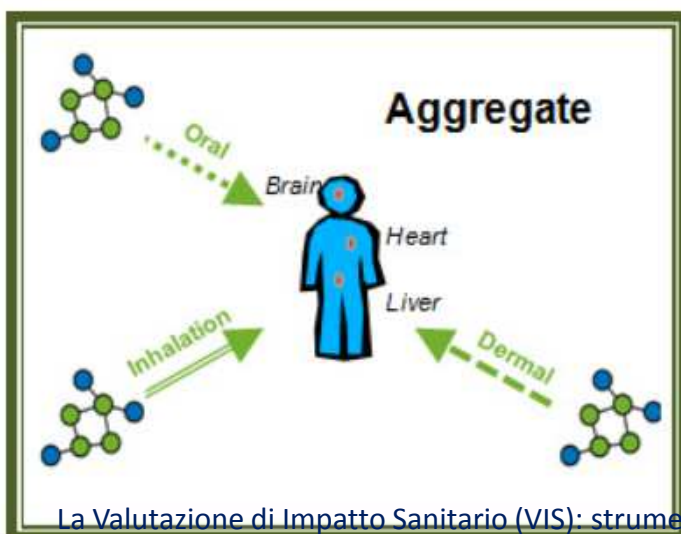 Aggregate
Oral
Brain
Heart
Liver
Inhalation
Dermal
La Valutazione di Impatto Sanitario (VIS): strume